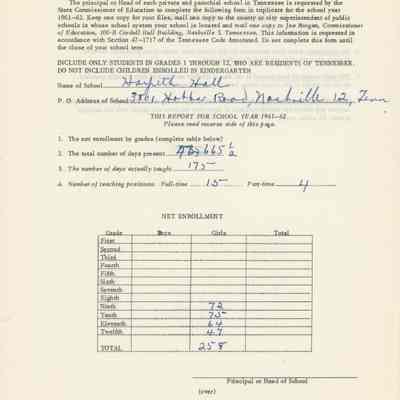 The principal or Head of each private and parochial school in Tennessee is requested by the
State Commissioner of Education to complete the following form in triplicate for the school year
1961-62. Keep one copy for your files, mail one copy to the county or city superintendent of public
schools in whose school system your school is located and mail one copy to Joe Morgan, Commissioner
of Education, 100-B Cordell Hull Building, Nashville 3, Tennessee. This information is requested in
accordance with Section 47-1717 of the Tennessee Code Annotated. Do not complete this form until
the close of your school term
INCLUDE ONLY STUDENTS IN GRADES 1 THROUGH 12, WHO ARE RESIDENTS OF TENNESSEE.
DO NOT INCLUDE CHILDREN ENROLLED IN KINDERGARTEN
Name of School Harpeth Hall
P. O. Address of School 3801 Hobbs Road, Nashville 12, Tenn
THIS REPORT FOR SCHOOL YEAR 1961-62
Please read reverse side of this page.
1. The net enrollment by grades (complete table below)
2. The total number of days present 665 1/2
3. The number of days actually taught 175
4. Number of teaching positions: Full-time 15 Part-time 4
NET ENROLLMENT
Grade Boys Girls Total
First
Second
Third
Fourth
Fifth
Sixth
Seventh
Eighth
Ninth 72
Tenth 75
Eleventh 64
Twelfth 47
TOTAL 258
Principal or Head of School
(over)